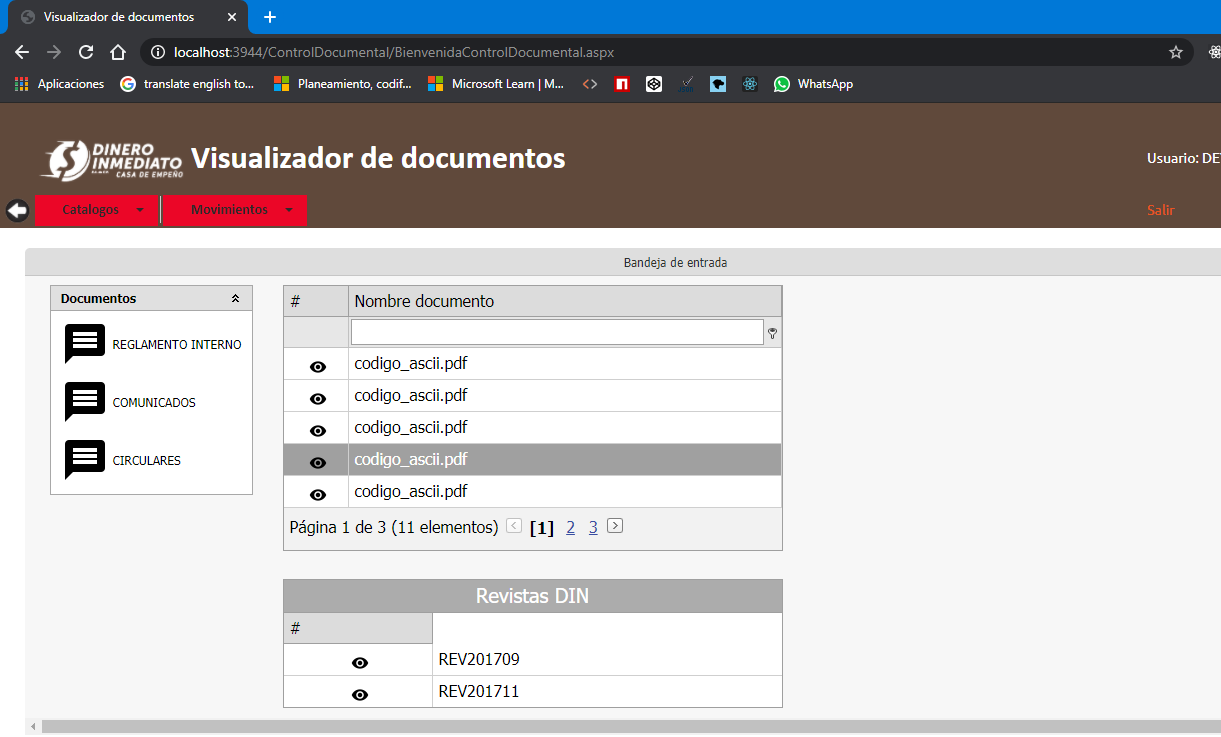 Visualizador de documentos
localhost:3944/ControlDocumental/BienvenidaControlDocumental.aspx
Aplicaciones translate english to... Planeamiento, codif... Microsoft Learn | M... WhatsApp
DINERO
INMEDIATO
CASA DE EMPEÑO
Visualizador de documentos
Usuario: DE
Catalogos Movimientos Salir
Bandeja de entrada
Documentos
REGLAMENTO INTERNO
COMUNICADOS
CIRCULARES
# Nombre documento
codigo_ascii.pdf
codigo_ascii.pdf
codigo_ascii.pdf
codigo_ascii.pdf
codigo_ascii.pdf
Página 1 de 3 (11 elementos) [1] 2 3
Revistas DIN
#
REV201709
REV201711